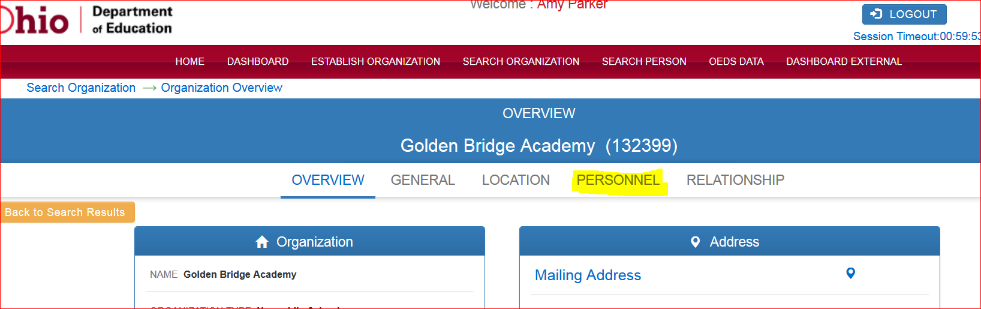 Ohio Department of Education
Welcome : Amy Parker
LOGOUT
Session Timeout:00:59:53
HOME DASHBOARD ESTABLISH ORGANIZATION SEARCH ORGANIZATION SEARCH PERSON OEDS DATA DASHBOARD EXTERNAL
Search Organization → Organization Overview
OVERVIEW
Golden Bridge Academy (132399)
OVERVIEW GENERAL LOCATION PERSONNEL RELATIONSHIP
Back to Search Results
Organization
NAME Golden Bridge Academy
Address
Mailing Address